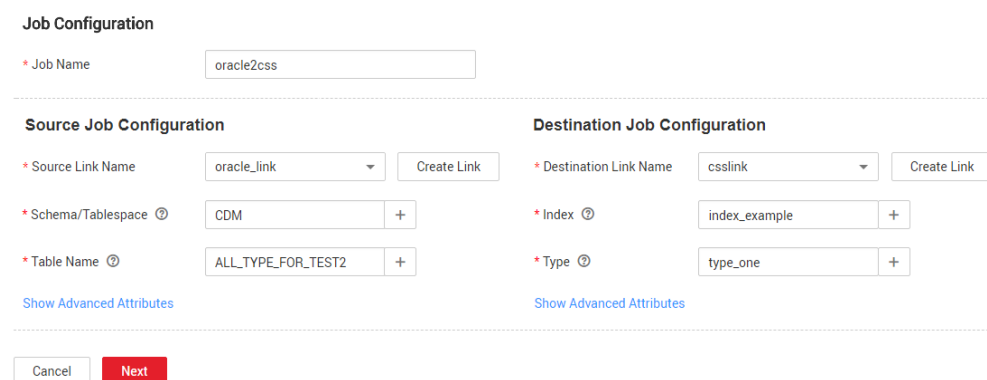 Job Configuration
* Job Name oracle2css
Source Job Configuration Destination Job Configuration
* Source Link Name oracle_link Create Link * Destination Link Name csslink Create Link
* Schema/Tablespace ? CDM + * Index ? index_example +
* Table Name ? ALL_TYPE_FOR_TEST2 + * Type ? type_one +
Show Advanced Attributes Show Advanced Attributes
Cancel Next